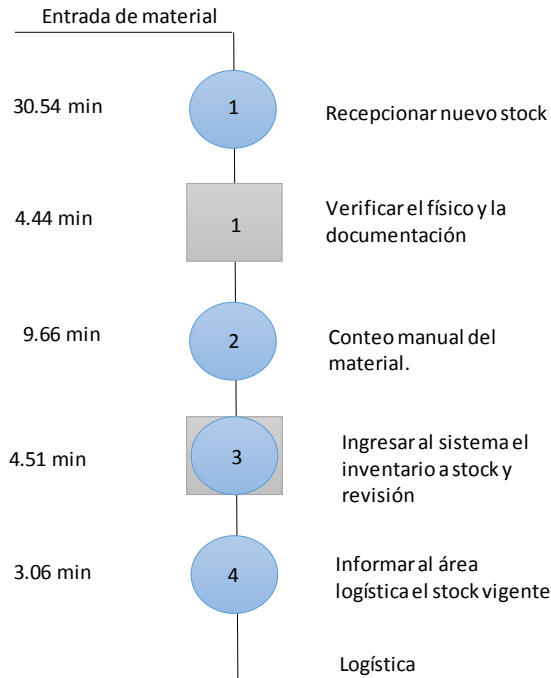 Entrada de material
30.54 min
1
Recepcionar nuevo stock
4.44 min
1
Verificar el físico y la
documentación
9.66 min
2
Conteo manual del
material.
4.51 min
3
Ingresar al sistema el
inventario a stock y
revisión
3.06 min
4
Informar al área
logística el stock vigente
Logística